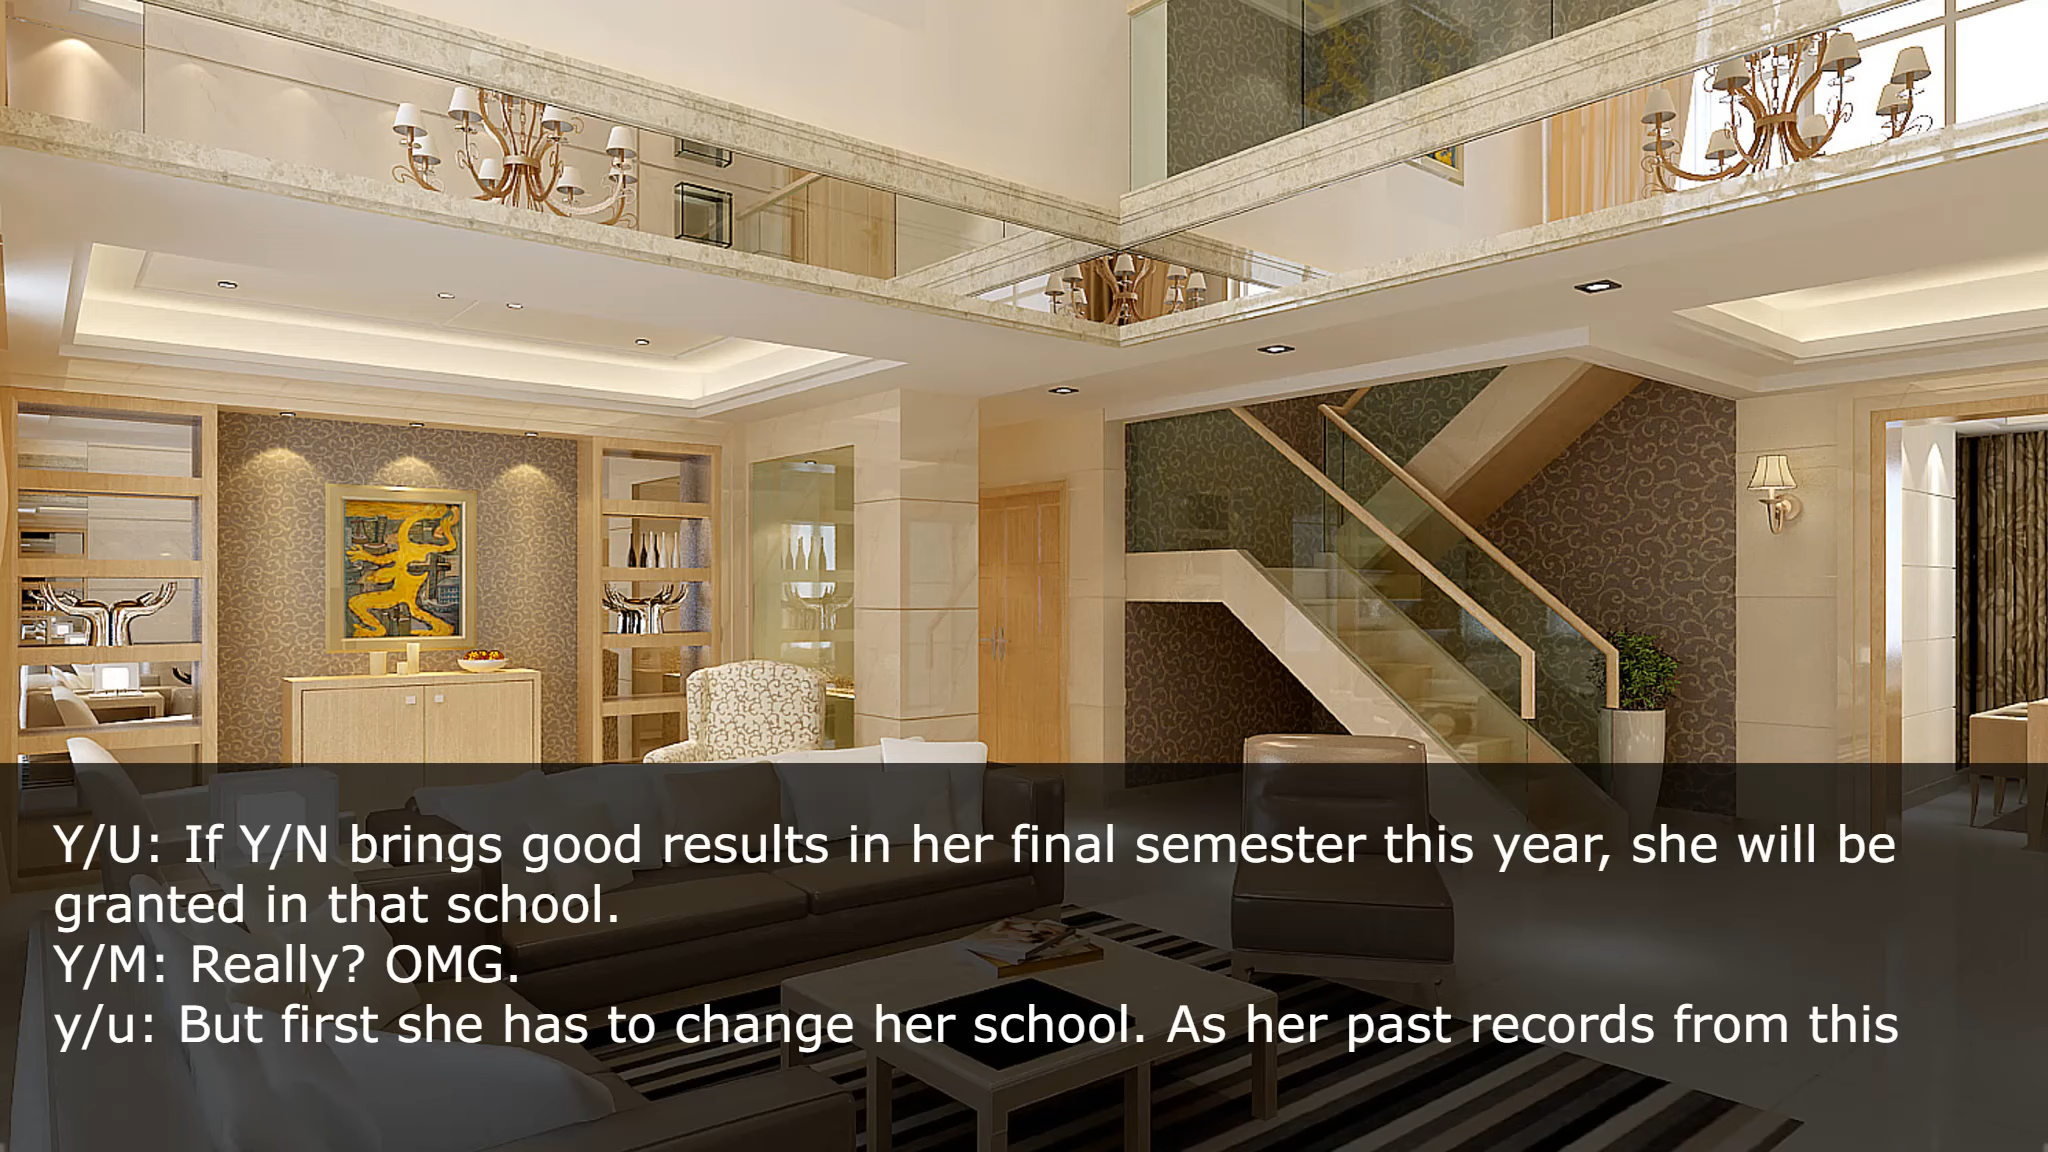 Y/U: If Y/N brings good results in her final semester this year, she will be
granted in that school.
Y/M: Really? OMG.
y/u: But first she has to change her school. As her past records from this